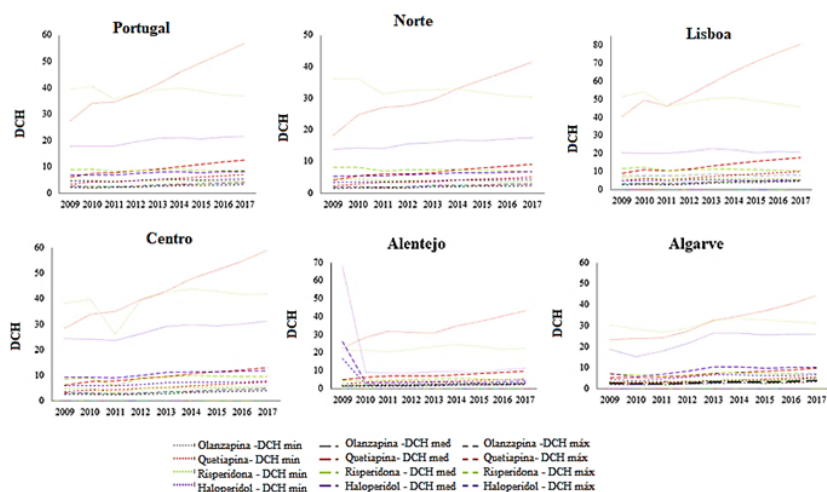 Portugal
Norte
Lisboa
60
50
40
30
20
10
0
DCH
2009 2010 2011 2012 2013 2014 2015 2016 2017
50
40
30
20
10
0
DCH
2009 2010 2011 2012 2013 2014 2015 2016 2017
80
70
60
50
40
30
20
10
0
DCH
2009 2010 2011 2012 2013 2014 2015 2016 2017
Centro
Alentejo
Algarve
60
50
40
30
20
10
0
DCH
2009 2010 2011 2012 2013 2014 2015 2016 2017
70
60
50
40
30
20
10
0
DCH
2009 2010 2011 2012 2013 2014 2015 2016 2017
60
50
40
30
20
10
0
DCH
2009 2010 2011 2012 2013 2014 2015 2016 2017
Olanzapina -DCH min
Olanzapina -DCH med
Olanzapina -DCH máx
Quetiapina- DCH min
Quetiapina- DCH med
Quetiapina- DCH máx
Risperidona - DCH min
Risperidona - DCH med
Risperidona - DCH máx
Haloperidol - DCH min
Haloperidol - DCH med
Haloperidol - DCH máx